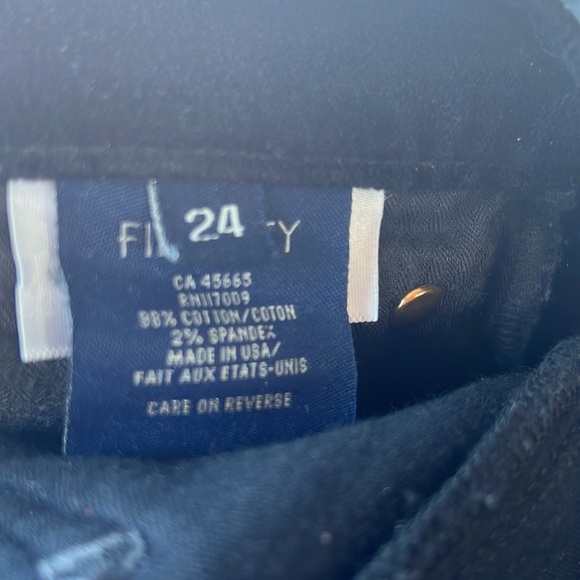 24
FI Y
CA 45665
RN117009
98% COTTON/COTON
2% SPANDEX
MADE IN USA/
FAIT AUX ETATS-UNIS
CARE ON REVERSE